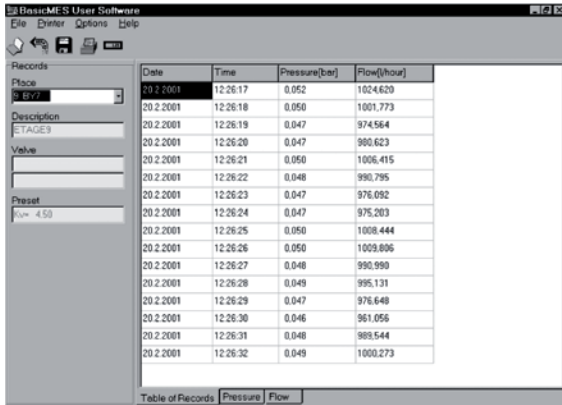 BasicMES User Software
File Printer Options Help
Records
Place
9 BY7
Description
ETAGE9
Valve
Preset
Kv= 4.50
Date Time Pressure[bar] Flow[l/hour]
20.2.2001 12:26:17 0,052 1024,620
20.2.2001 12:26:18 0,050 1001,773
20.2.2001 12:26:19 0,047 974,564
20.2.2001 12:26:20 0,047 980,623
20.2.2001 12:26:21 0,050 1006,415
20.2.2001 12:26:22 0,048 990,795
20.2.2001 12:26:23 0,047 976,092
20.2.2001 12:26:24 0,047 975,203
20.2.2001 12:26:25 0,050 1008,444
20.2.2001 12:26:26 0,050 1009,806
20.2.2001 12:26:27 0,048 990,990
20.2.2001 12:26:28 0,049 995,131
20.2.2001 12:26:29 0,047 976,648
20.2.2001 12:26:30 0,046 961,056
20.2.2001 12:26:31 0,048 989,544
20.2.2001 12:26:32 0,049 1000,273
Table of Records Pressure Flow